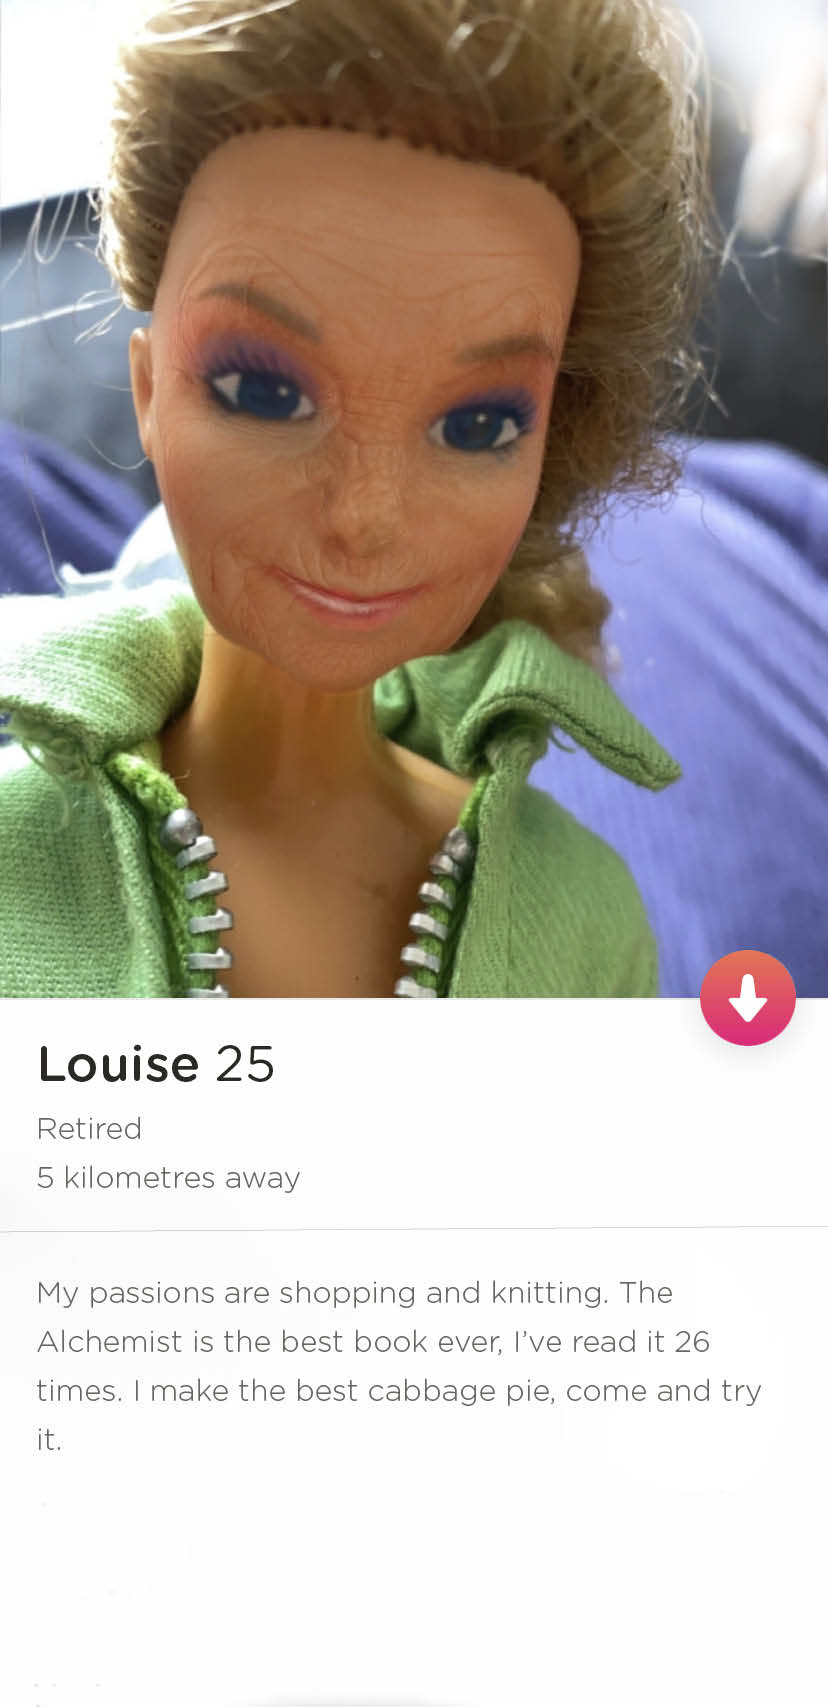 Louise 25
Retired
5 kilometres away
My passions are shopping and knitting. The
Alchemist is the best book ever, I’ve read it 26
times. I make the best cabbage pie, come and try
it.